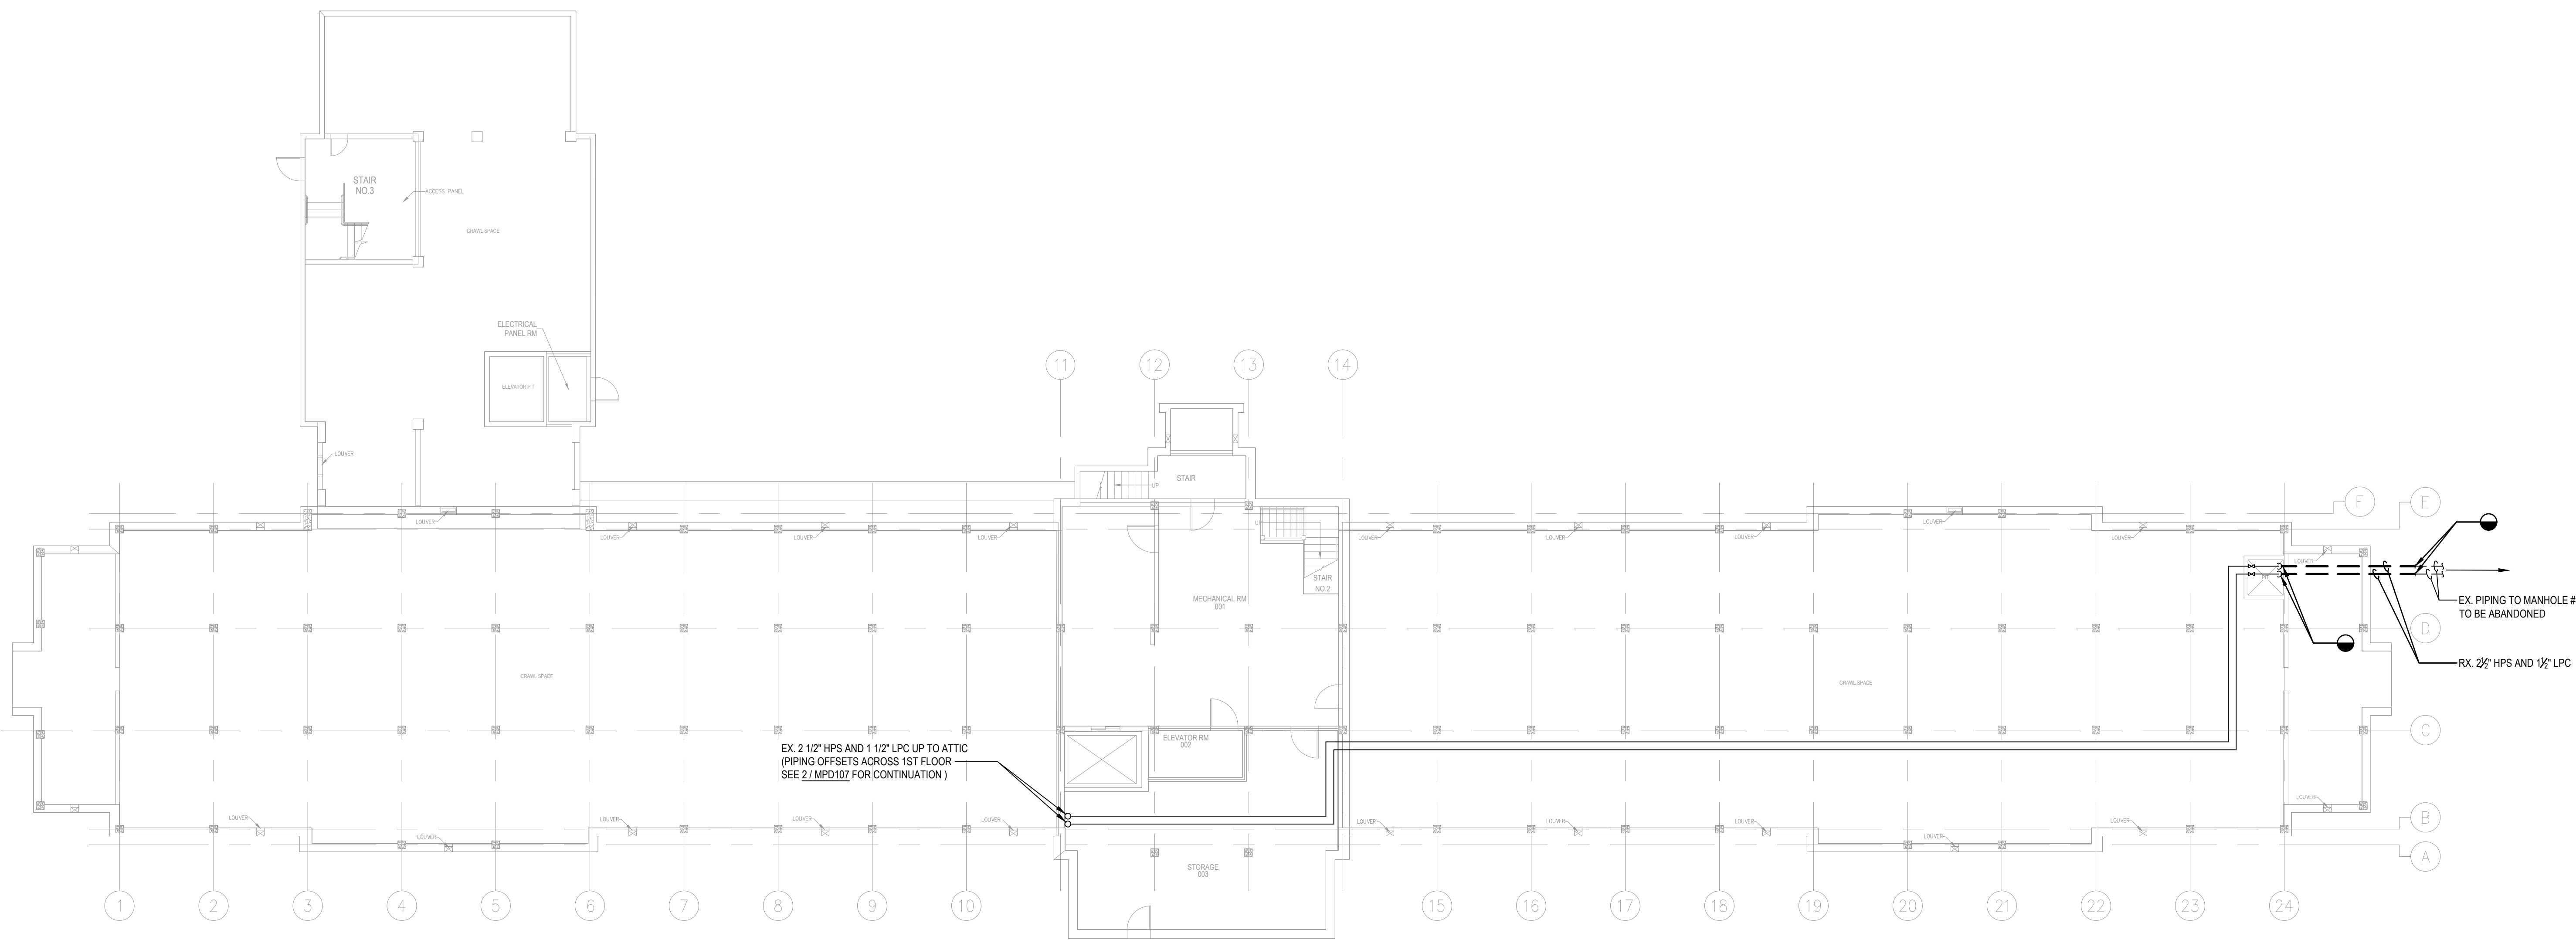 STAIR
NO.3
ACCESS PANEL
CRAWL SPACE
ELECTRICAL
PANEL RM
ELEVATOR PIT
LOUVER
11
12
13
14
STAIR
UP
F
E
LOUVER
LOUVER
LOUVER
LOUVER
UP
LOUVER
LOUVER
LOUVER
LOUVER
LOUVER
LOUVER
STAIR
NO.2
PIT
MECHANICAL RM
001
EX. PIPING TO MANHOLE #
TO BE ABANDONED
D
RX. 2½" HPS AND 1½" LPC
CRAWL SPACE
CRAWL SPACE
C
ELEVATOR RM
002
EX. 2 1/2" HPS AND 1 1/2" LPC UP TO ATTIC
(PIPING OFFSETS ACROSS 1ST FLOOR
SEE 2 / MPD107 FOR CONTINUATION )
LOUVER
LOUVER
LOUVER
LOUVER
LOUVER
LOUVER
LOUVER
LOUVER
LOUVER
LOUVER
LOUVER
B
A
STORAGE
003
1
2
3
4
5
6
7
8
9
10
15
16
17
18
19
20
21
22
23
24